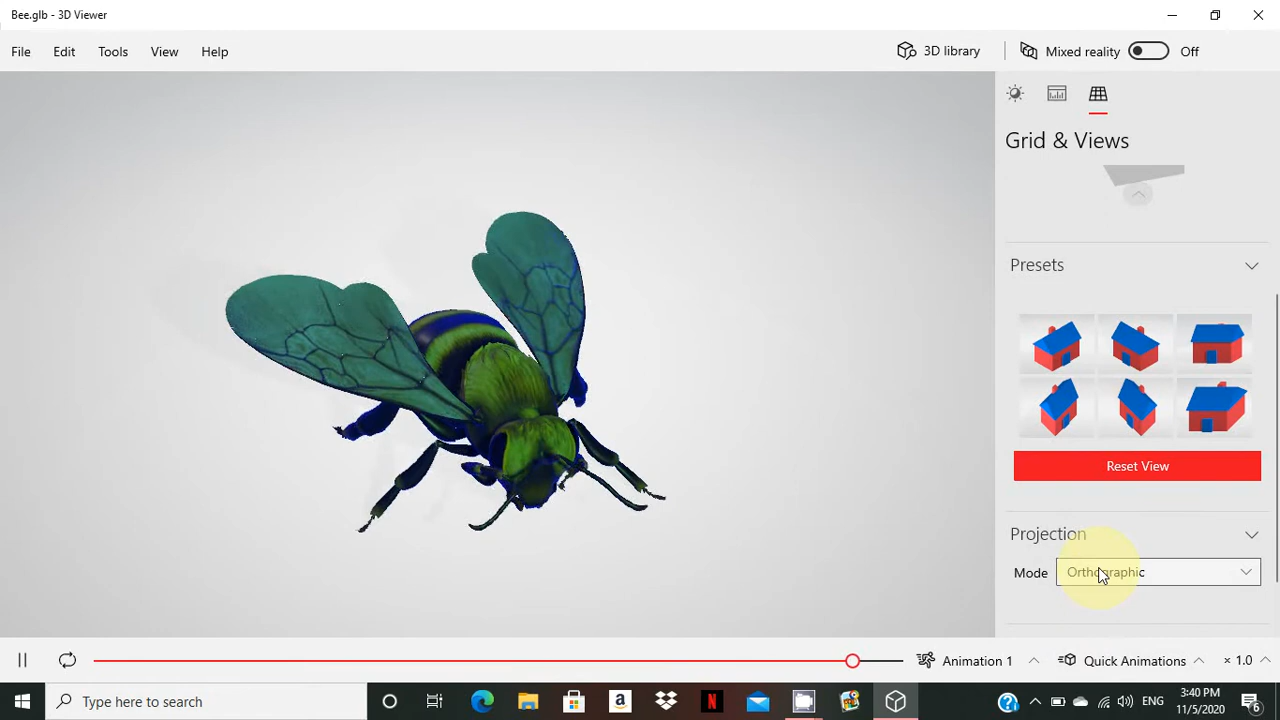 Bee.glb - 3D Viewer
File Edit Tools View Help
3D library
Mixed reality Off
Grid & Views
Presets
Reset View
Projection
Mode Orthographic
Animation 1 Quick Animations × 1.0
Type here to search
ENG
3:40 PM
11/5/2020
6